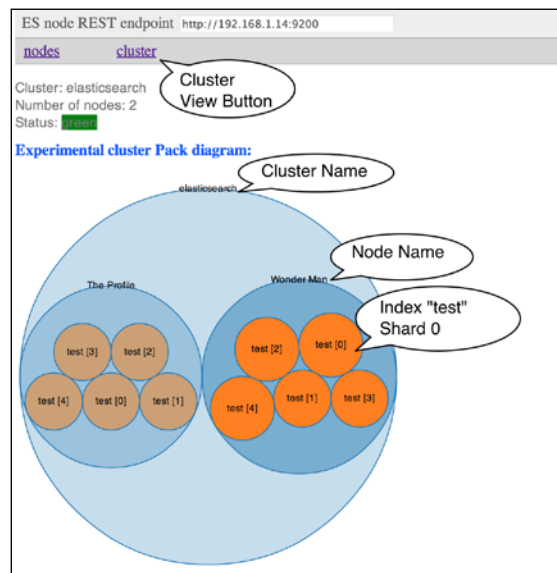 ES node REST endpoint http://192.168.1.14:9200
nodes cluster
Cluster
View Button
Cluster: elasticsearch
Number of nodes: 2
Status: green
Experimental cluster Pack diagram:
Cluster Name
elasticsearch
Node Name
The Profile
Wonder Man
Index "test"
Shard 0
test [3]
test [2]
test [4]
test [0]
test [1]
test [2]
test [0]
test [4]
test [1]
test [3]